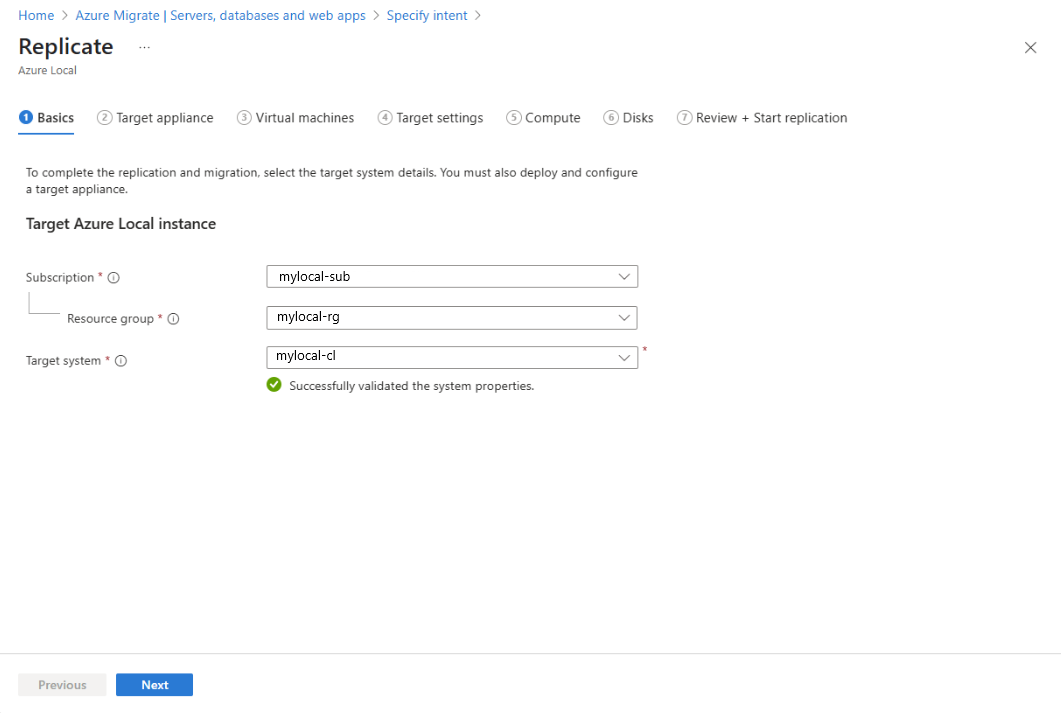 Home > Azure Migrate | Servers, databases and web apps > Specify intent >
Replicate ...
Azure Local
1 Basics 2 Target appliance 3 Virtual machines 4 Target settings 5 Compute 6 Disks 7 Review + Start replication
To complete the replication and migration, select the target system details. You must also deploy and configure
a target appliance.
Target Azure Local instance
Subscription * mylocal-sub
Resource group * mylocal-rg
Target system * mylocal-cl *
Successfully validated the system properties.
Previous Next